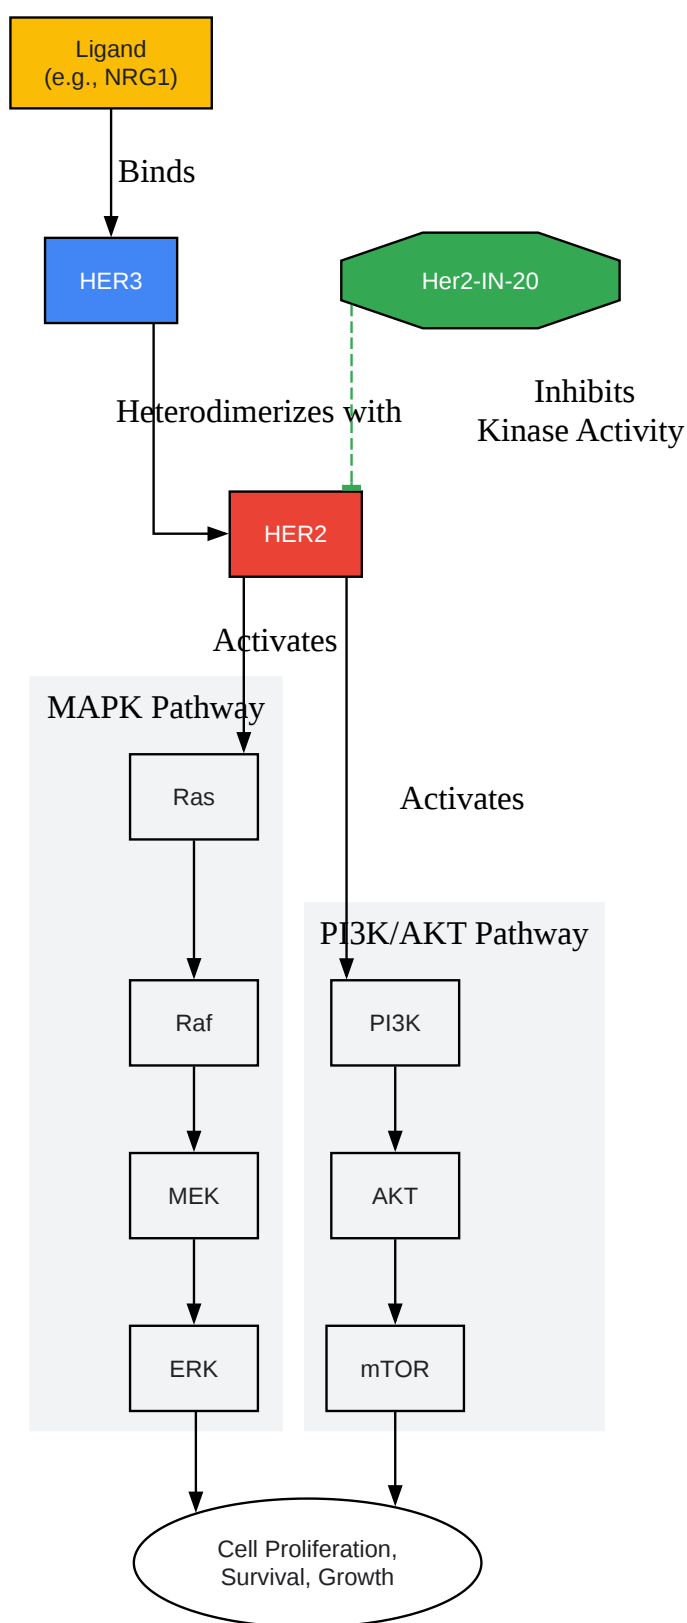 Ligand
(e.g., NRG1)
Binds
HER3
Her2-IN-20
Heterodimerizes with
Inhibits
Kinase Activity
HER2
Activates
MAPK Pathway
Ras
Activates
PI3K/AKT Pathway
Raf
PI3K
MEK
AKT
ERK
mTOR
Cell Proliferation,
Survival, Growth